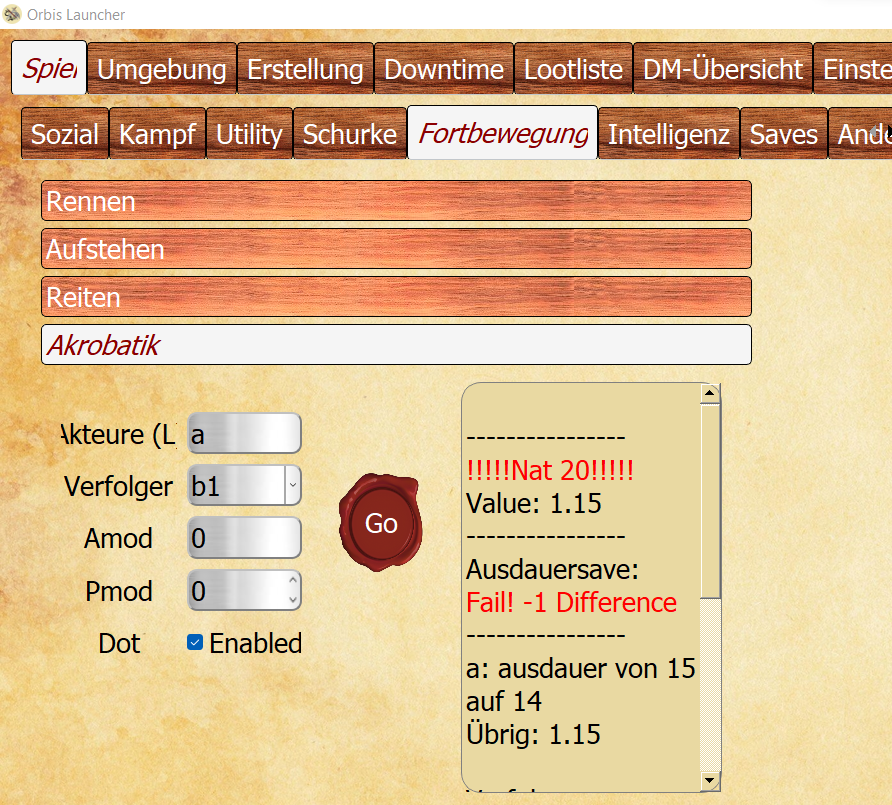 Orbis Launcher
Spiel Umgebung Erstellung Downtime Lootliste DM-Übersicht Einste
Sozial Kampf Utility Schurke Fortbewegung Intelligenz Saves Ande
Rennen
Aufstehen
Reiten
Akrobatik
Akteure (L a
Verfolger b1
Amod 0
Pmod 0
Dot Enabled
Go
----------------
!!!!!Nat 20!!!!!
Value: 1.15
----------------
Ausdauersave:
Fail! -1 Difference
----------------
a: ausdauer von 15
auf 14
Übrig: 1.15